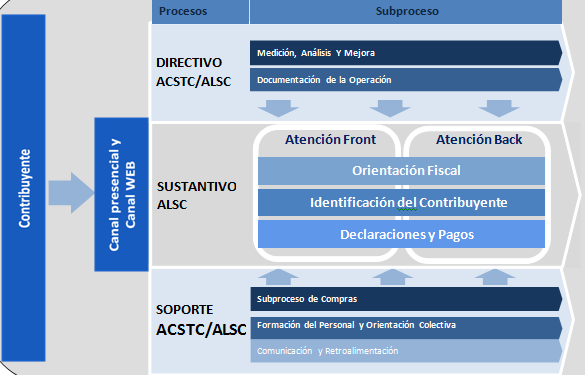 Procesos
Subproceso
Contribuyente
Canal presencial y
Canal WEB
DIRECTIVO
ACSTC/ALSC
Medición, Análisis Y Mejora
Documentación de la Operación
SUSTANTIVO
ALSC
Atención Front
Atención Back
Orientación Fiscal
Identificación del Contribuyente
Declaraciones y Pagos
SOPORTE
ACSTC/ALSC
Subproceso de Compras
Formación del Personal y Orientación Colectiva
Comunicación y Retroalimentación